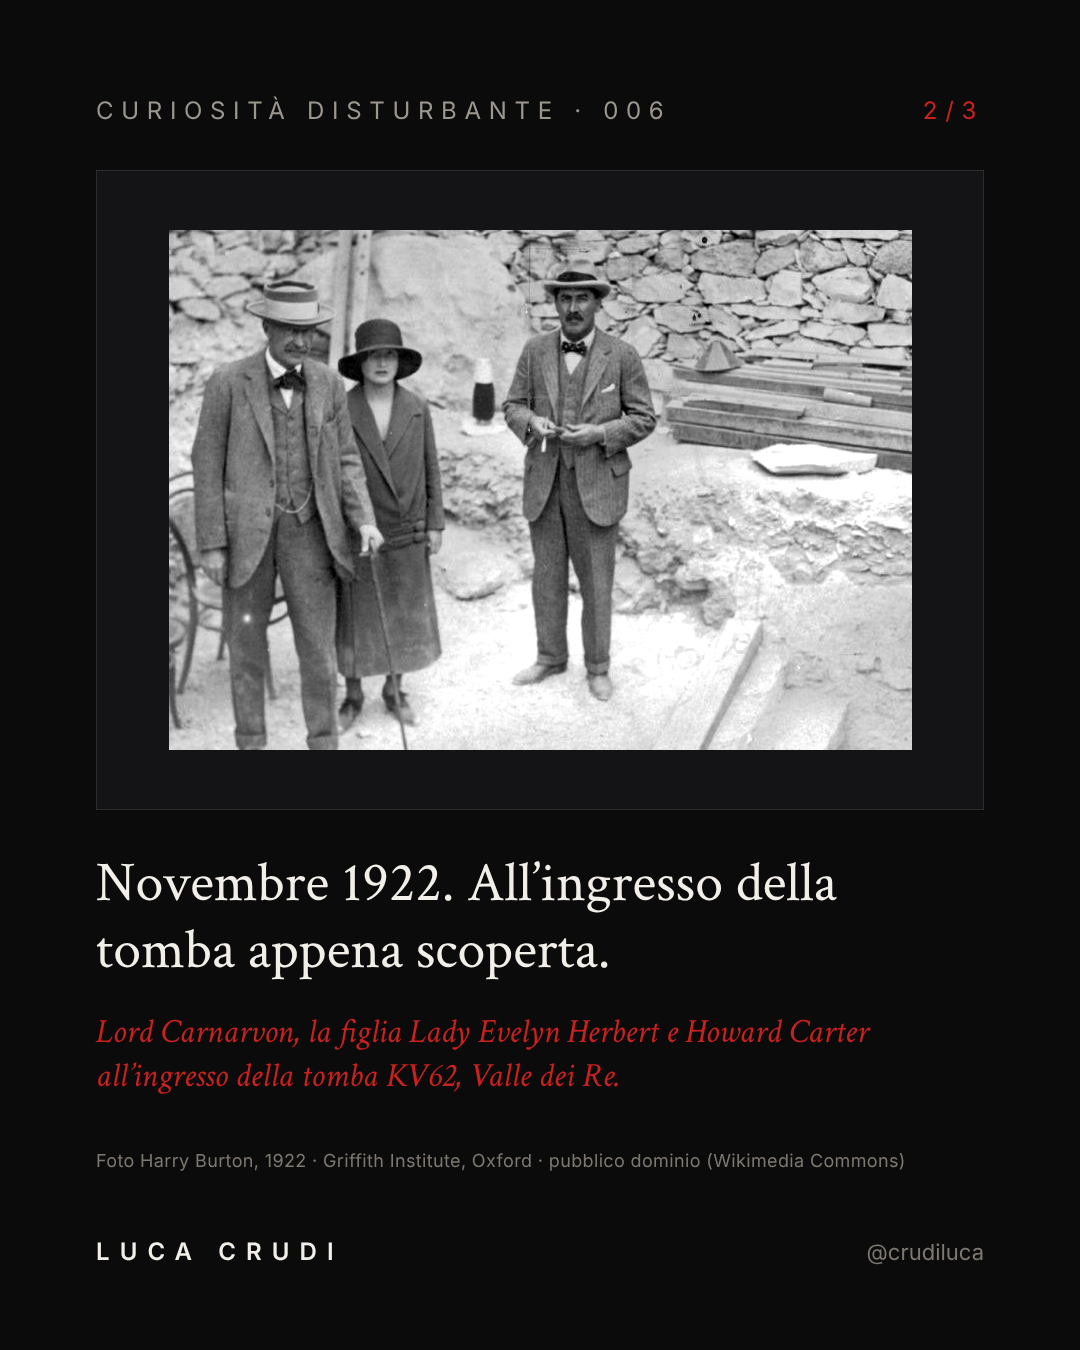 CURIOSITÀ DISTURBANTE · 006
2/3
Novembre 1922. All’ingresso della
tomba appena scoperta.
Lord Carnarvon, la figlia Lady Evelyn Herbert e Howard Carter
all’ingresso della tomba KV62, Valle dei Re.
Foto Harry Burton, 1922 · Griffith Institute, Oxford · pubblico dominio (Wikimedia Commons)
LUCA CRUDI
@crudiluca